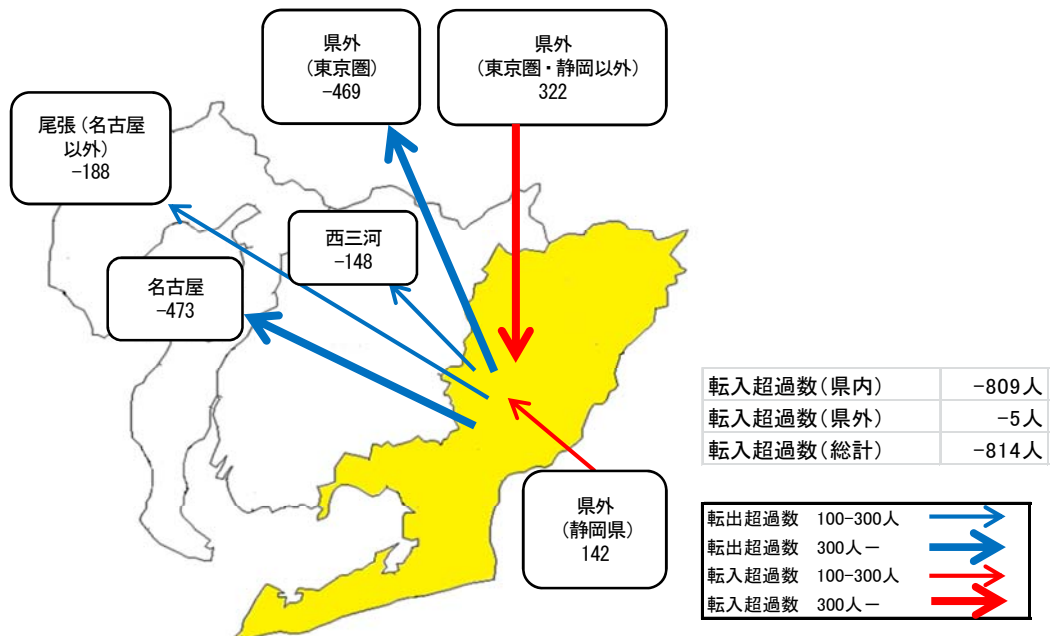 県外
(東京圏)
-469
県外
(東京圏・静岡以外)
322
尾張(名古屋
以外)
-188
西三河
-148
名古屋
-473
県外
(静岡県)
142
転入超過数(県内) -809人
転入超過数(県外) -5人
転入超過数(総計) -814人
転出超過数 100-300人
転出超過数 300人－
転入超過数 100-300人
転入超過数 300人－